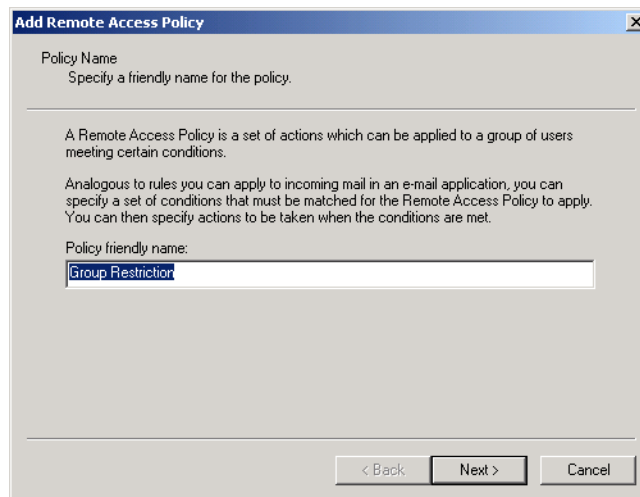 Add Remote Access Policy
Policy Name
Specify a friendly name for the policy.
A Remote Access Policy is a set of actions which can be applied to a group of users
meeting certain conditions.
Analogous to rules you can apply to incoming mail in an e-mail application, you can
specify a set of conditions that must be matched for the Remote Access Policy to apply.
You can then specify actions to be taken when the conditions are met.
Policy friendly name:
Group Restriction
< Back
Next >
Cancel